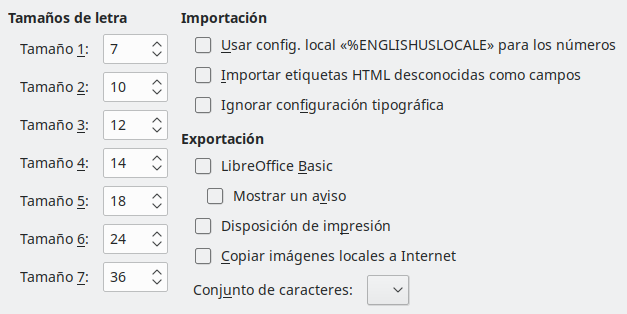 Tamaños de letra
Tamaño 1: 7
Tamaño 2: 10
Tamaño 3: 12
Tamaño 4: 14
Tamaño 5: 18
Tamaño 6: 24
Tamaño 7: 36
Importación
Usar config. local «%ENGLISHUSLOCALE» para los números
Importar etiquetas HTML desconocidas como campos
Ignorar configuración tipográfica
Exportación
LibreOffice Basic
Mostrar un aviso
Disposición de impresión
Copiar imágenes locales a Internet
Conjunto de caracteres: